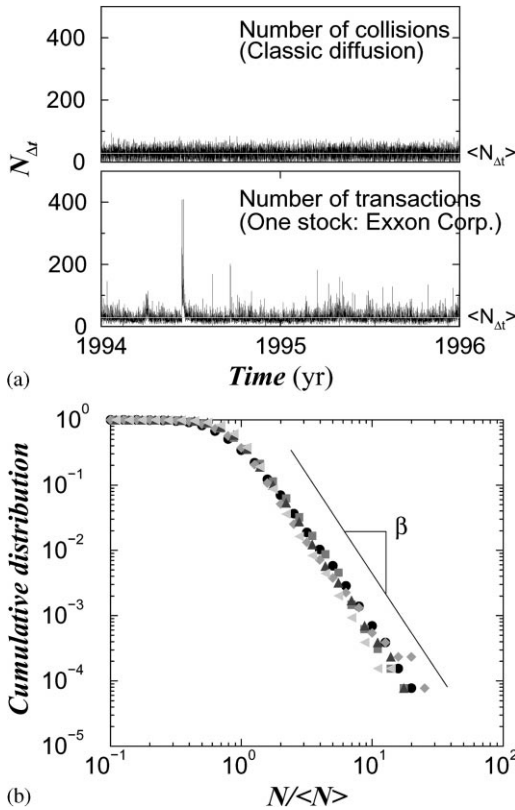 400
Number of collisions
(Classic diffusion)
200
N_Δt
0
<N_Δt>
400
Number of transactions
(One stock: Exxon Corp.)
200
0
<N_Δt>
1994
1995
1996
(a)
Time (yr)
10^0
10^−1
β
10^−2
10^−3
10^−4
10^−5
Cumulative distribution
10^−1
10^0
10^1
10^2
(b)
N/<N>